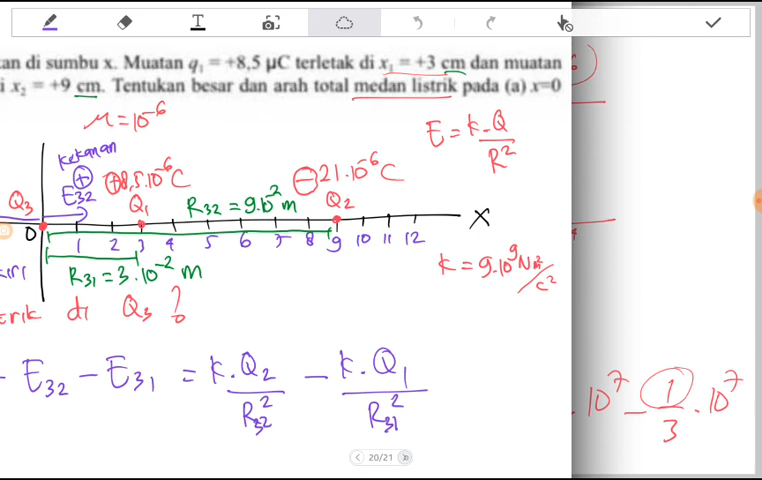 an di sumbu x. Muatan q₁ = +8,5 μC terletak di x₁ = +3 cm dan muatan
i x₂ = +9 cm. Tentukan besar dan arah total medan listrik pada (a) x=0
μ = 10⁻⁶
E = k.Q / R²
kekanan
⊕
E32
⊕8,5.10⁻⁶C
⊖21.10⁻⁶C
Q3 Q1 R32 = 9.10⁻² m Q2
0 1 2 3 4 5 6 7 8 9 10 11 12 X
R31 = 3.10⁻² m
k = 9.10⁹ Nm²/C²
erik di Q3 ?
- E32 - E31 = k.Q2 / R32² - k.Q1 / R31²
. 10⁷ - 1/3 . 10⁷
20/21